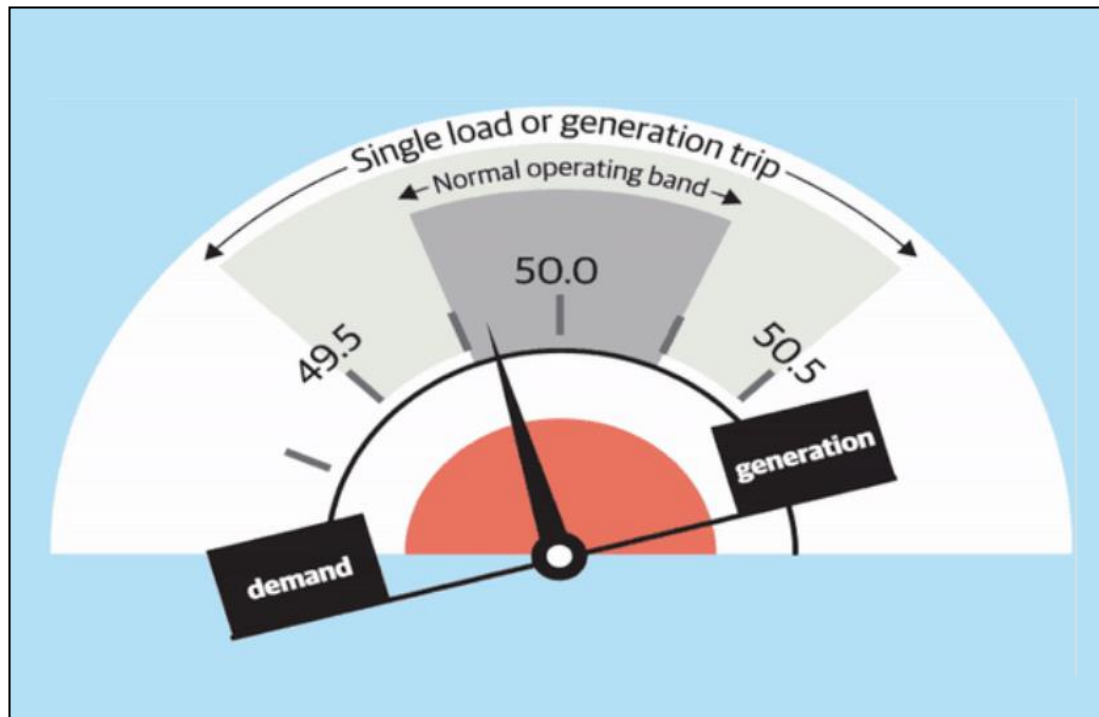 Single load or generation trip
Normal operating band
50.0
49.5
50.5
generation
demand